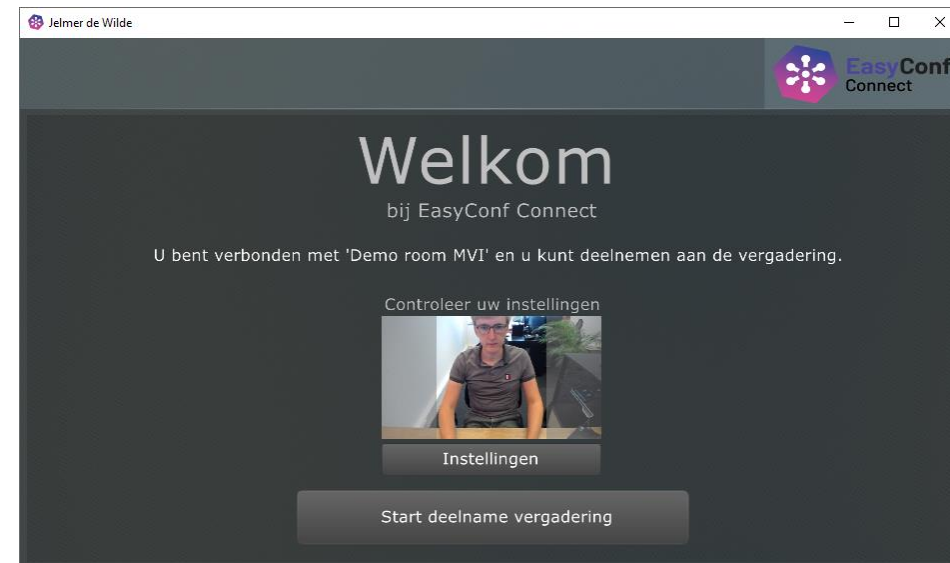 Jelmer de Wilde
EasyConf
Connect
Welkom
bij EasyConf Connect
U bent verbonden met 'Demo room MVI' en u kunt deelnemen aan de vergadering.
Controleer uw instellingen
Instellingen
Start deelname vergadering